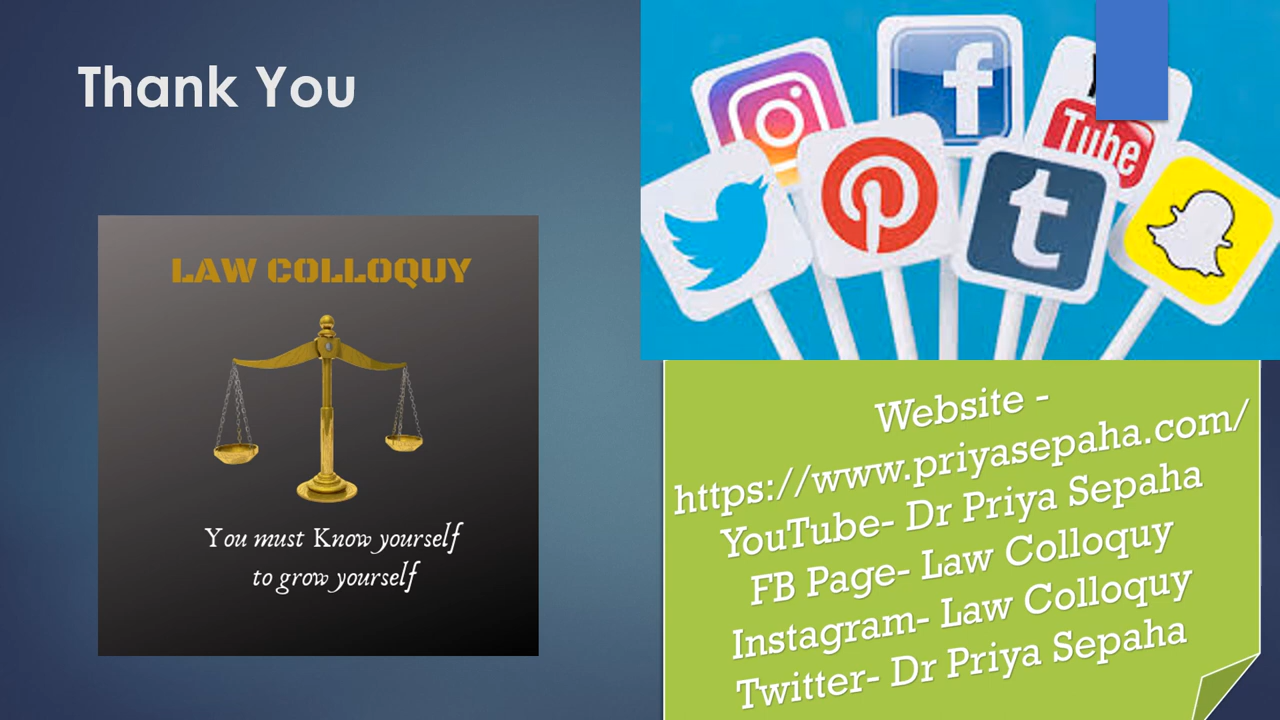 Thank You
LAW COLLOQUY
You must Know yourself
to grow yourself
Tube
Website -
https://www.priyasepaha.com/
YouTube- Dr Priya Sepaha
FB Page- Law Colloquy
Instagram- Law Colloquy
Twitter- Dr Priya Sepaha